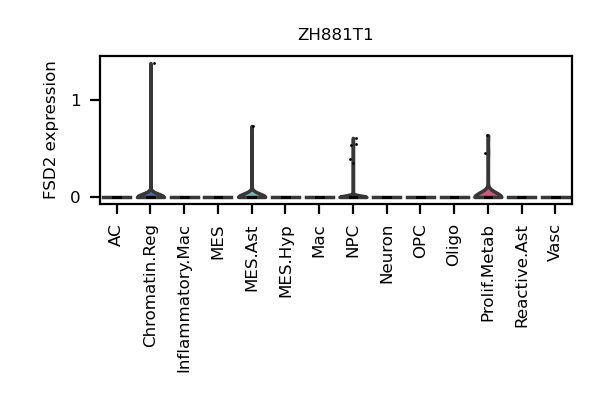 ZH881T1
FSD2 expression
1
0
AC
Chromatin.Reg
Inflammatory.Mac
MES
MES.Ast
MES.Hyp
Mac
NPC
Neuron
OPC
Oligo
Prolif.Metab
Reactive.Ast
Vasc